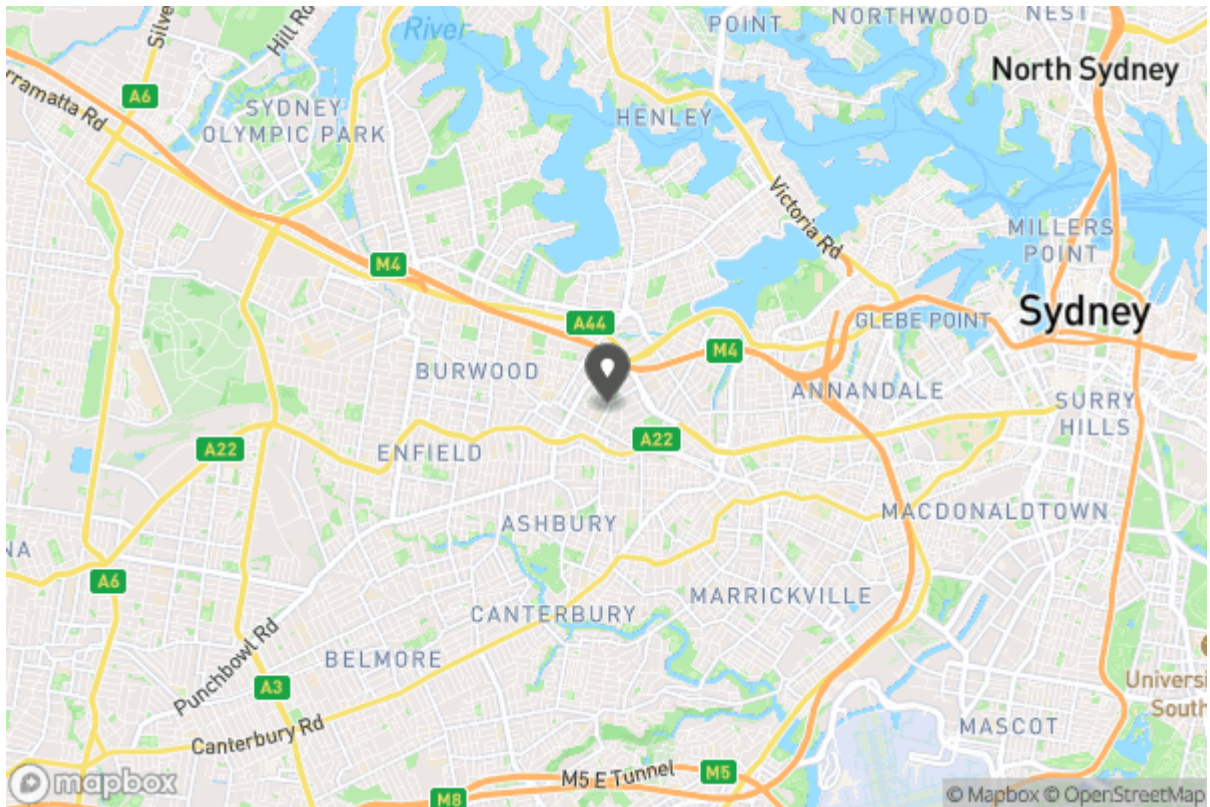 River
POINT
NORTHWOOD
NEST
Silve
Hill Rd
North Sydney
A6
SYDNEY
OLYMPIC PARK
HENLEY
rramatta Rd
Victoria Rd
MILLERS
POINT
M4
A44
GLEBE POINT
Sydney
M4
BURWOOD
ANNANDALE
SURRY
HILLS
A22
A22
ENFIELD
ASHBURY
MACDONALDTOWN
NA
A6
CANTERBURY
MARRICKVILLE
Punchbowl Rd
BELMORE
A3
Universi
South
Canterbury Rd
MASCOT
M5 E Tunnel
M5
M8
mapbox
© Mapbox © OpenStreetMap